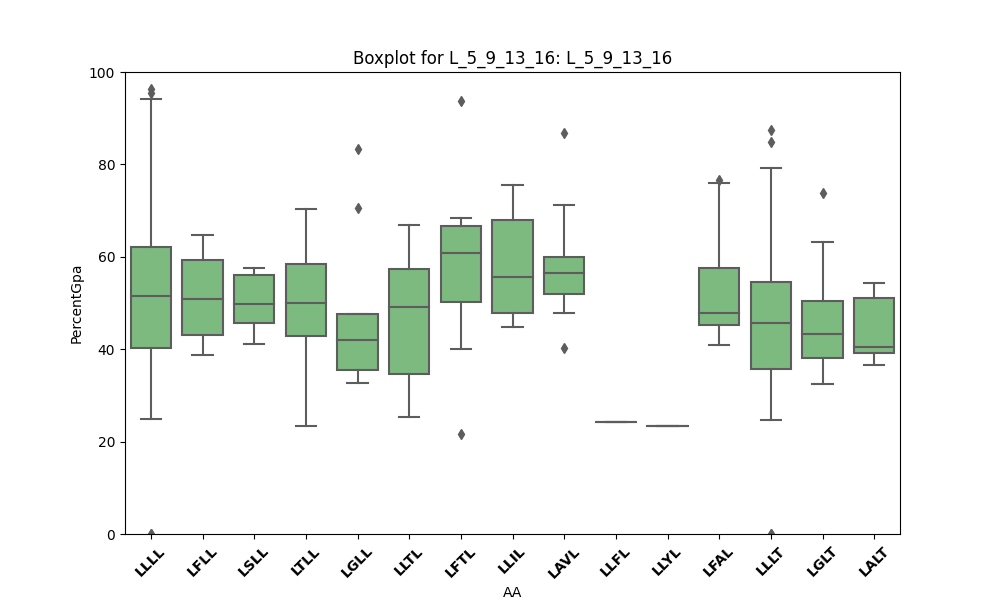 Boxplot for L_5_9_13_16: L_5_9_13_16
PercentGpa
100
80
60
40
20
0
LLLL LFLL LSLL LTLL LGLL LLTL LFTL LLIL LAVL LLFL LLYL LFAL LLLT LGLT LALT
AA